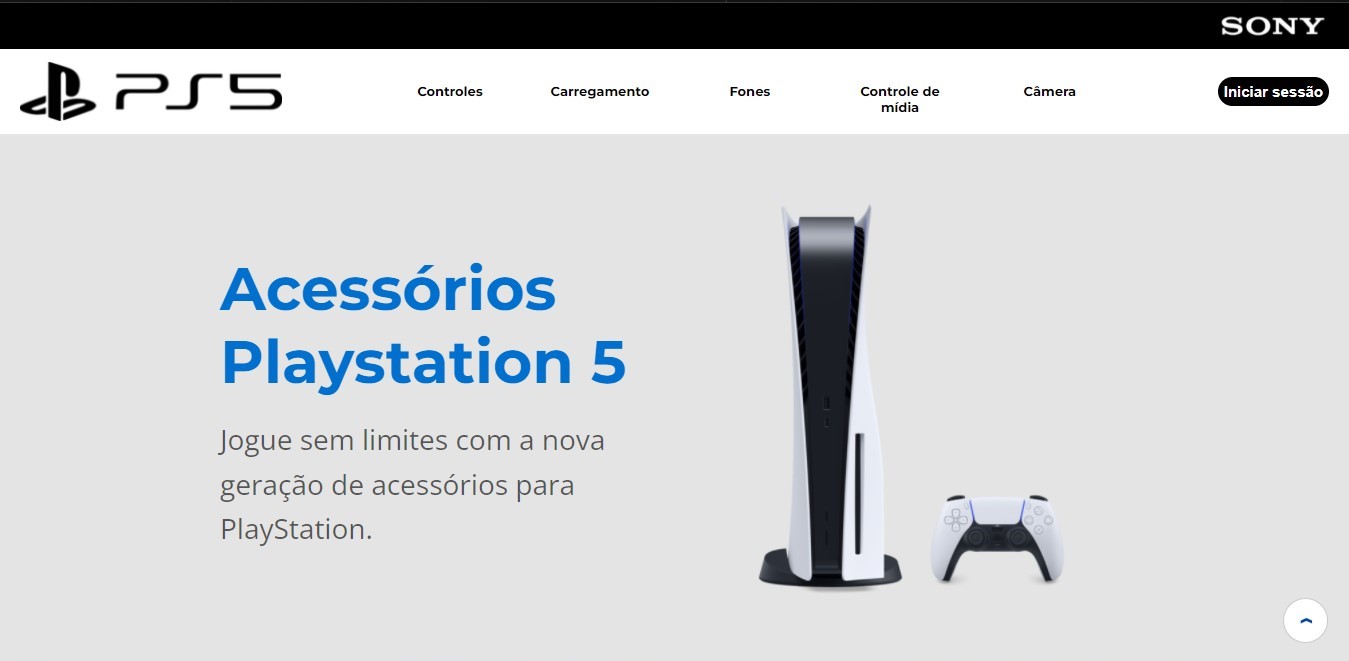 SONY
PS5
Controles
Carregamento
Fones
Controle de
mídia
Câmera
Iniciar sessão
Acessórios
Playstation 5
Jogue sem limites com a nova
geração de acessórios para
PlayStation.